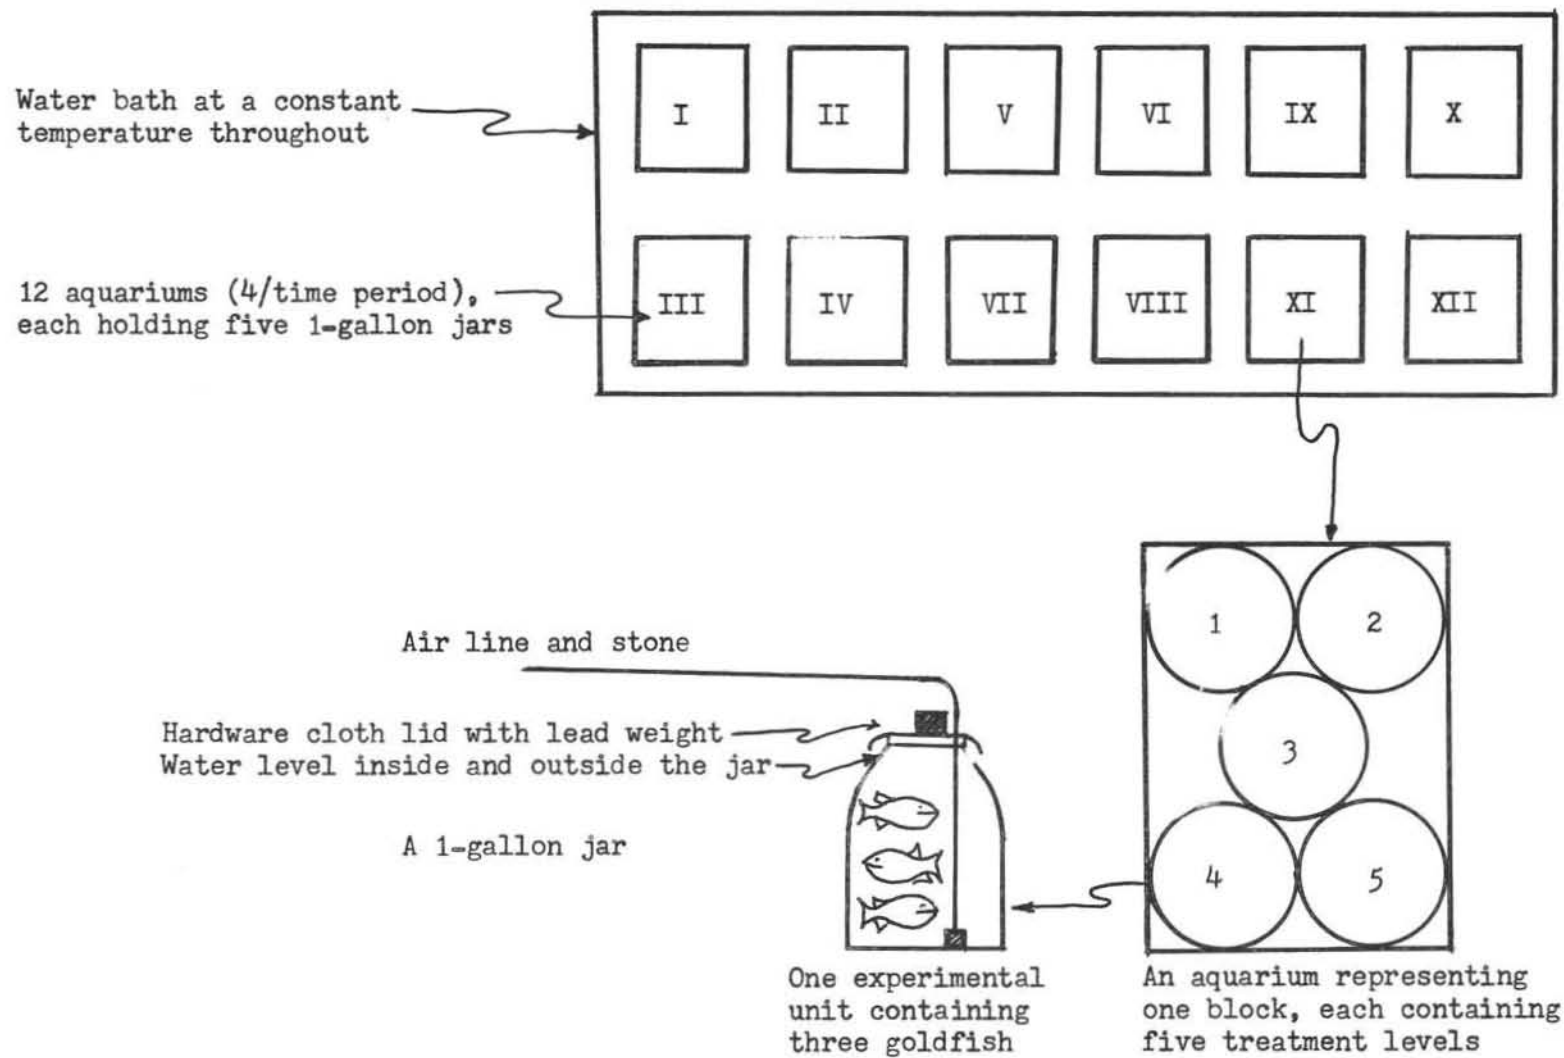 Water bath at a constant
temperature throughout
I II V VI IX X
12 aquariums (4/time period),
each holding five 1-gallon jars
III IV VII VIII XI XII
1 2
3
4 5
Air line and stone
Hardware cloth lid with lead weight
Water level inside and outside the jar
A 1-gallon jar
One experimental
unit containing
three goldfish
An aquarium representing
one block, each containing
five treatment levels